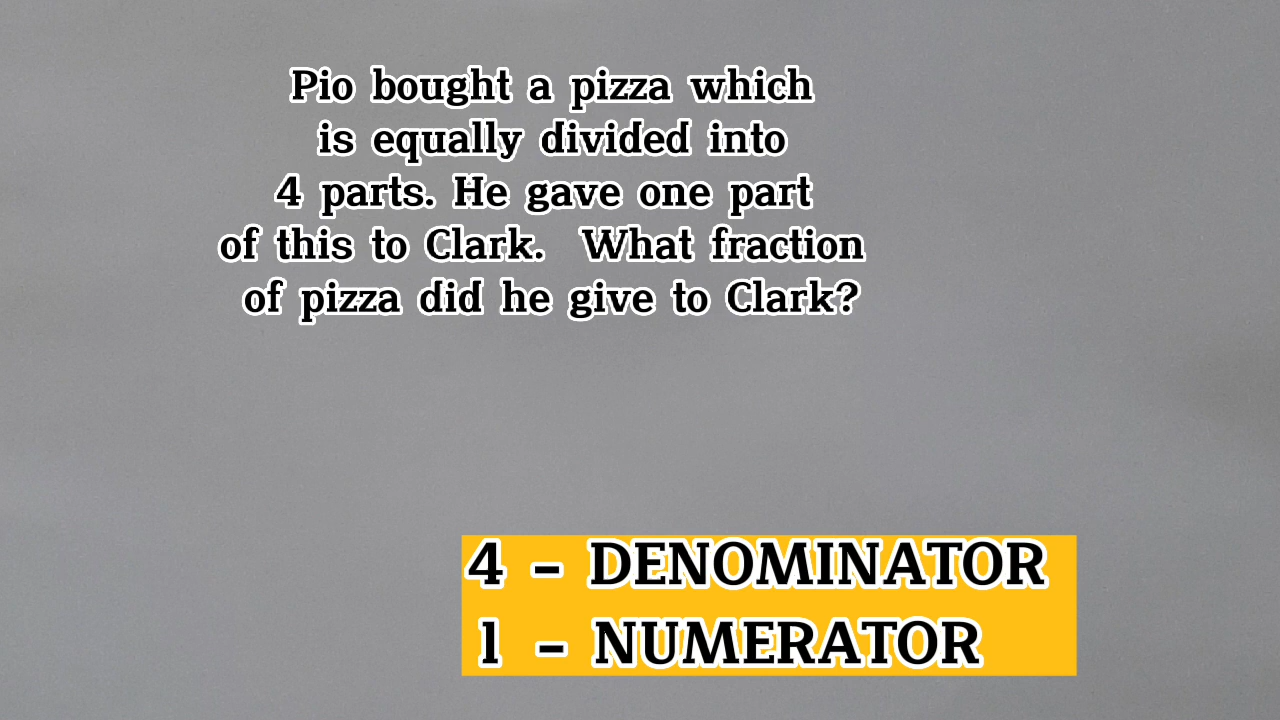 Pio bought a pizza which
is equally divided into
4 parts. He gave one part
of this to Clark. What fraction
of pizza did he give to Clark?
4 - DENOMINATOR
1 - NUMERATOR